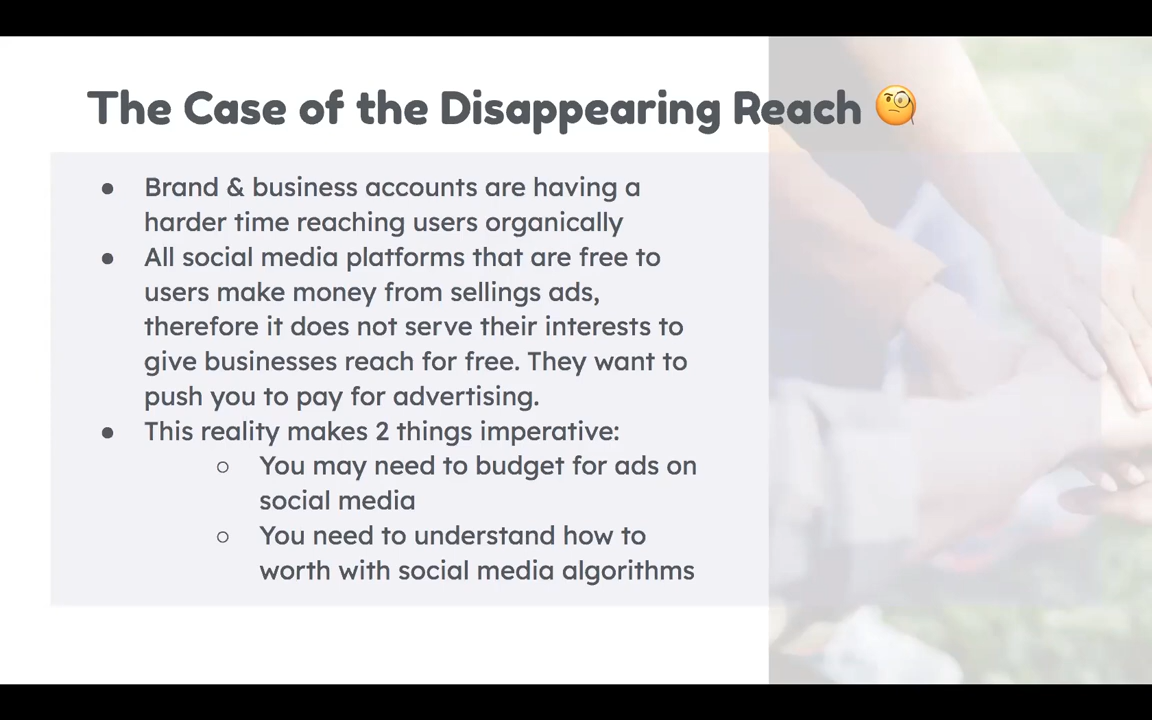 The Case of the Disappearing Reach 🧐
● Brand & business accounts are having a
harder time reaching users organically
● All social media platforms that are free to
users make money from sellings ads,
therefore it does not serve their interests to
give businesses reach for free. They want to
push you to pay for advertising.
● This reality makes 2 things imperative:
○ You may need to budget for ads on
social media
○ You need to understand how to
worth with social media algorithms